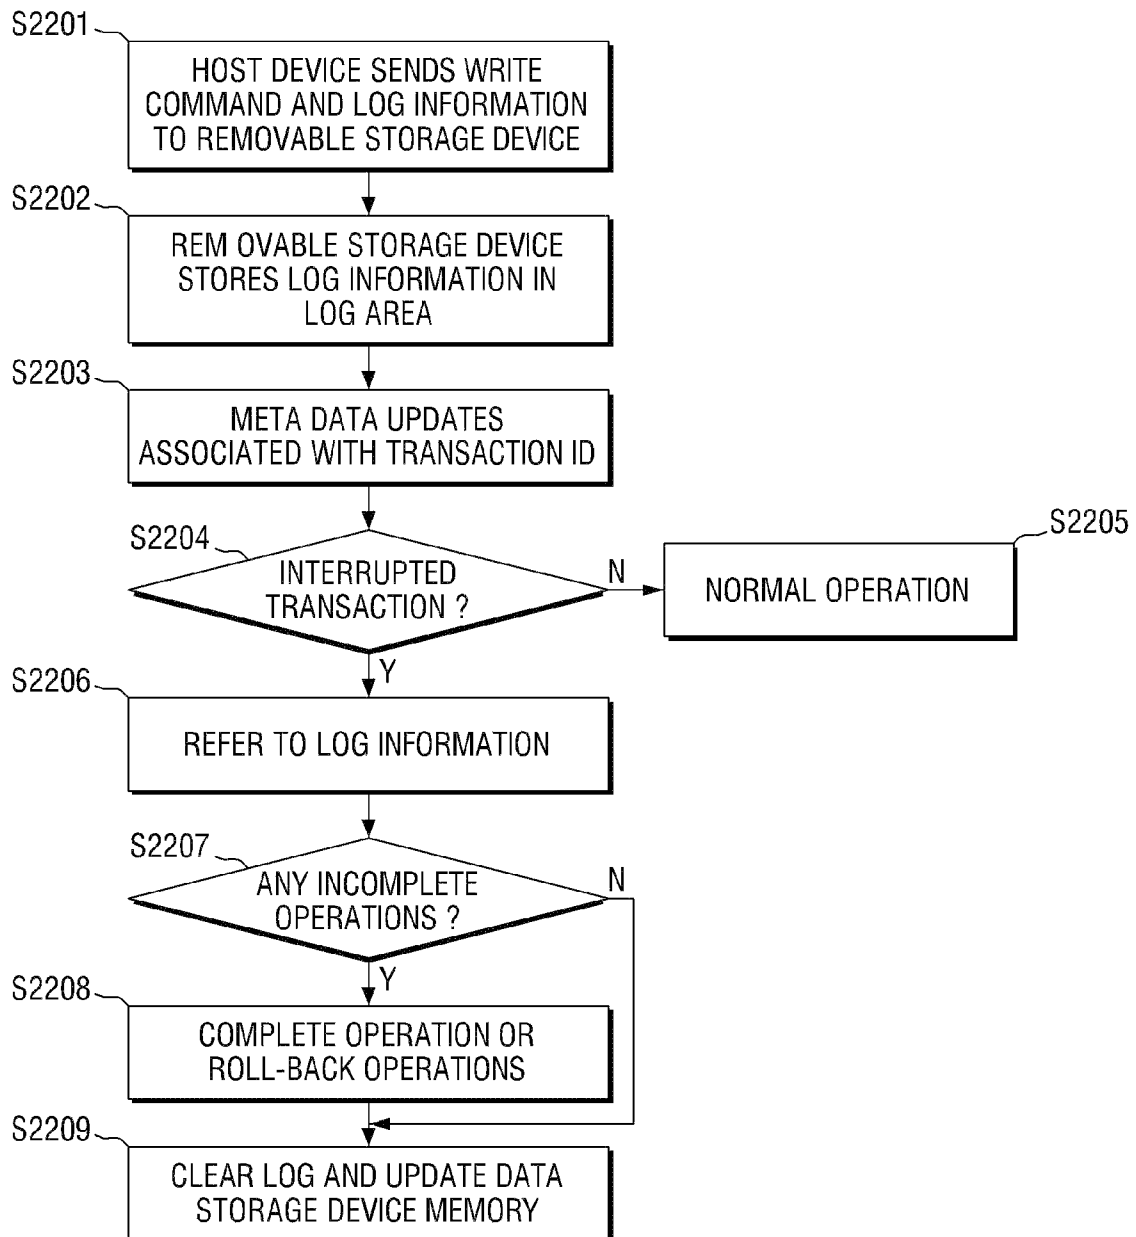 S2201
HOST DEVICE SENDS WRITE
COMMAND AND LOG INFORMATION
TO REMOVABLE STORAGE DEVICE
S2202
REM OVABLE STORAGE DEVICE
STORES LOG INFORMATION IN
LOG AREA
S2203
META DATA UPDATES
ASSOCIATED WITH TRANSACTION ID
S2204
INTERRUPTED
TRANSACTION ?
N
Y
S2205
NORMAL OPERATION
S2206
REFER TO LOG INFORMATION
S2207
ANY INCOMPLETE
OPERATIONS ?
N
Y
S2208
COMPLETE OPERATION OR
ROLL-BACK OPERATIONS
S2209
CLEAR LOG AND UPDATE DATA
STORAGE DEVICE MEMORY